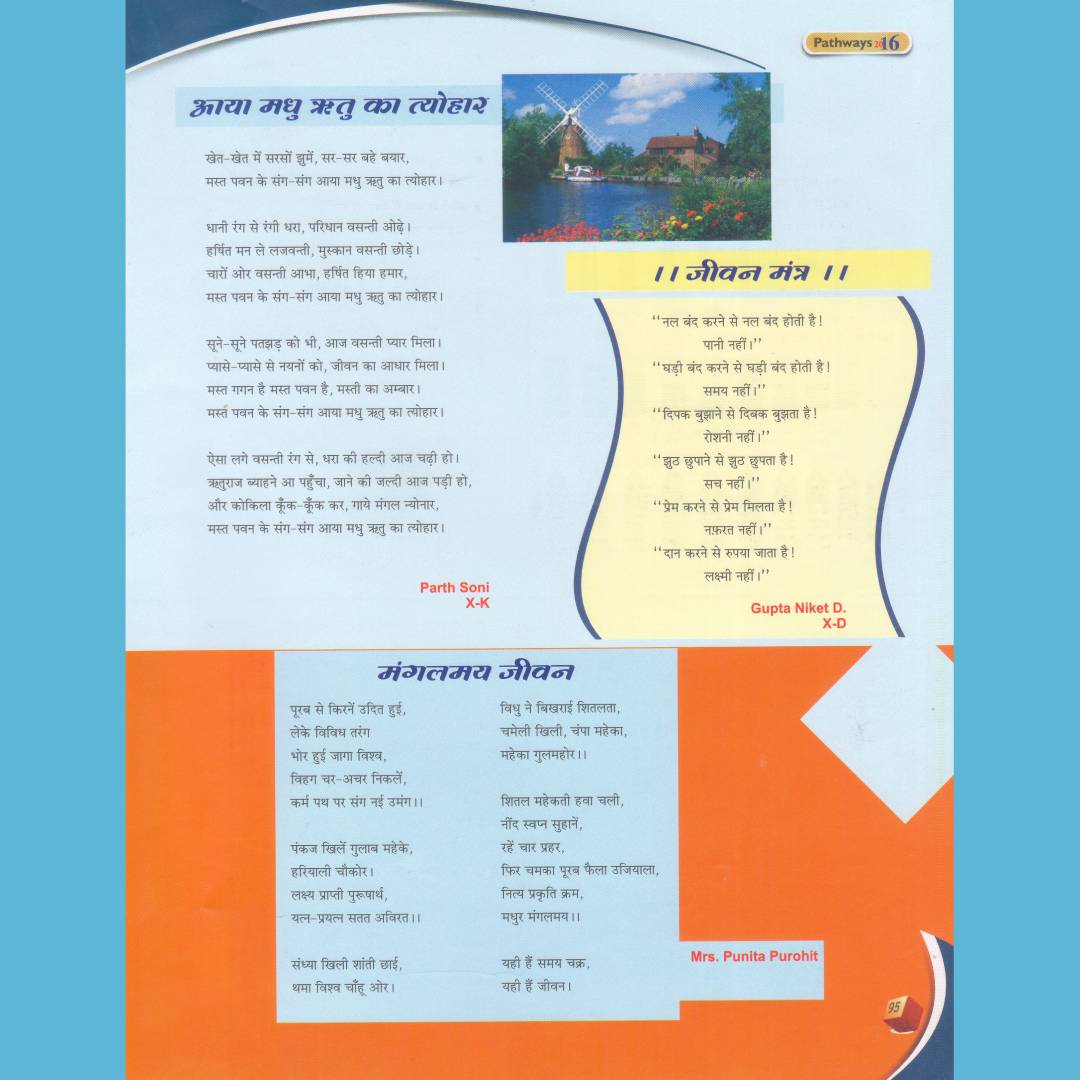 Pathways 2016
आया मधु ऋतु का त्योहार
खेत-खेत में सरसों झुमें, सर-सर बहे बयार,
मस्त पवन के संग-संग आया मधु ऋतु का त्योहार।
धानी रंग से रंगी धरा, परिधान वसन्ती ओढ़े।
हर्षित मन ले लजवन्ती, मुस्कान वसन्ती छोड़े।
चारों ओर वसन्ती आभा, हर्षित हिया हमार,
मस्त पवन के संग-संग आया मधु ऋतु का त्योहार।
सूने-सूने पतझड़ को भी, आज वसन्ती प्यार मिला।
प्यासे-प्यासे से नयनों को, जीवन का आधार मिला।
मस्त गगन है मस्त पवन है, मस्ती का अम्बार।
मस्त पवन के संग-संग आया मधु ऋतु का त्योहार।
ऐसा लगे वसन्ती रंग से, धरा की हल्दी आज चढ़ी हो।
ऋतुराज ब्याहने आ पहुँचा, जाने की जल्दी आज पड़ी हो,
और कोकिला कूँक-कूँक कर, गाये मंगल न्योनार,
मस्त पवन के संग-संग आया मधु ऋतु का त्योहार।
Parth Soni
X-K
।। जीवन मंत्र ।।
‘‘नल बंद करने से नल बंद होती है!
पानी नहीं।’’
‘‘घड़ी बंद करने से घड़ी बंद होती है!
समय नहीं।’’
‘‘दिपक बुझाने से दिबक बुझता है!
रोशनी नहीं।’’
‘‘झुठ छुपाने से झुठ छुपता है!
सच नहीं।’’
‘‘प्रेम करने से प्रेम मिलता है!
नफ़रत नहीं।’’
‘‘दान करने से रुपया जाता है!
लक्ष्मी नहीं।’’
Gupta Niket D.
X-D
मंगलमय जीवन
पूरब से किरनें उदित हुई,
लेके विविध तरंग
भोर हुई जागा विश्व,
विहग चर-अचर निकलें,
कर्म पथ पर संग नई उमंग।।
पंकज खिलें गुलाब महेके,
हरियाली चौकोर।
लक्ष्य प्राप्ती पुरूषार्थ,
यत्न-प्रयत्न सतत अविरत।।
संध्या खिली शांती छाई,
थमा विश्व चाँहू ओर।
विधु ने बिखराई शितलता,
चमेली खिली, चंपा महेका,
महेका गुलमहोर।।
शितल महेकती हवा चली,
नींद स्वप्न सुहानें,
रहें चार प्रहर,
फिर चमका पूरब फैला उजियाला,
नित्य प्रकृति क्रम,
मधुर मंगलमय।।
यही हैं समय चक्र,
यही हैं जीवन।
Mrs. Punita Purohit
95